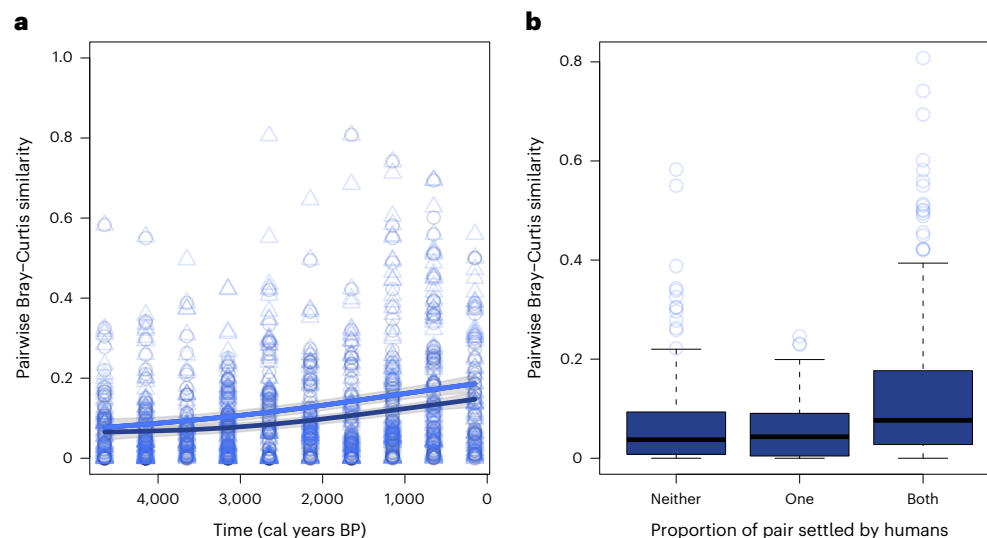 a
Pairwise Bray–Curtis similarity
1.0
0.8
0.6
0.4
0.2
0
4,000 3,000 2,000 1,000 0
Time (cal years BP)
b
Pairwise Bray–Curtis similarity
0.8
0.6
0.4
0.2
0
Neither One Both
Proportion of pair settled by humans